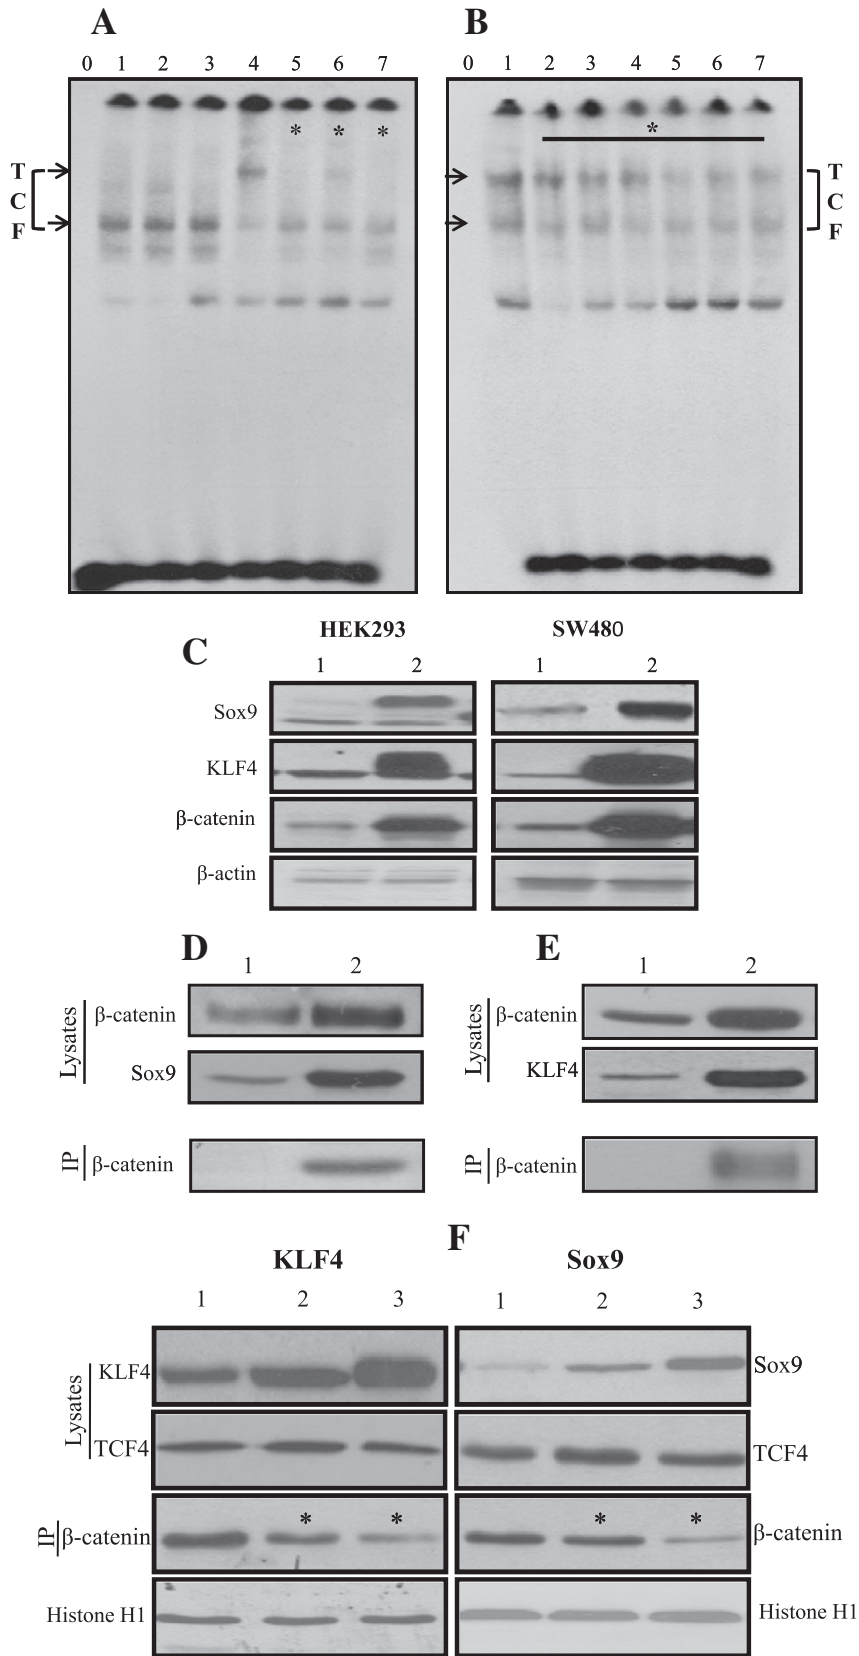 A
0 1 2 3 4 5 6 7
* * *
T
C
F
B
0 1 2 3 4 5 6 7
*
T
C
F
C
HEK293
1 2
SW480
1 2
Sox9
KLF4
β-catenin
β-actin
D
1 2
Lysates
β-catenin
Sox9
IP
β-catenin
E
1 2
Lysates
β-catenin
KLF4
IP
β-catenin
F
KLF4
1 2 3
Lysates
KLF4
TCF4
IP
β-catenin
* *
Histone H1
Sox9
1 2 3
Sox9
TCF4
* *
β-catenin
Histone H1